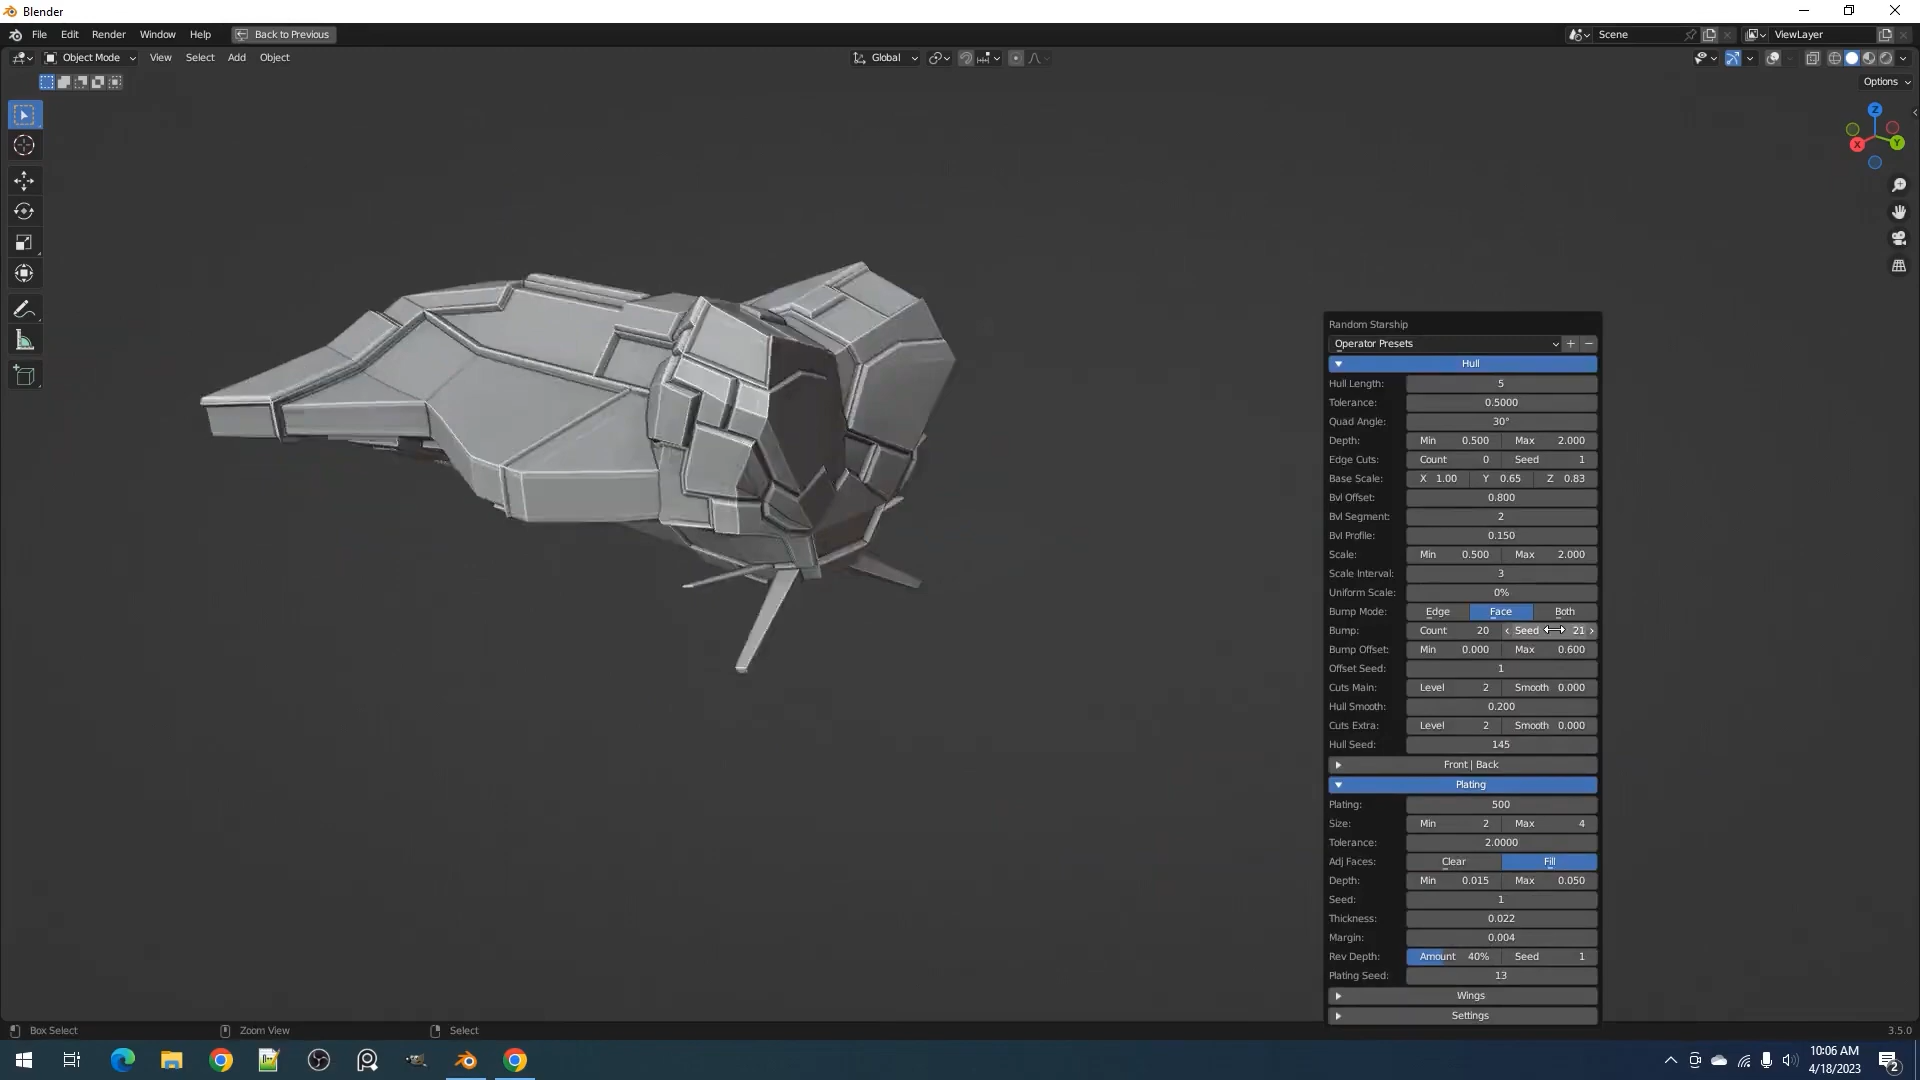 Blender
File Edit Render Window Help Back to Previous Scene ViewLayer
Object Mode View Select Add Object Global
Options
Z
X Y
Random Starship
Operator Presets
Hull
Hull Length: 5
Tolerance: 0.5000
Quad Angle: 30°
Depth: Min 0.500 Max 2.000
Edge Cuts: Count 0 Seed 1
Base Scale: X 1.00 Y 0.65 Z 0.83
Bvl Offset: 0.800
Bvl Segment: 2
Bvl Profile: 0.150
Scale: Min 0.500 Max 2.000
Scale Interval: 3
Uniform Scale: 0%
Bump Mode: Edge Face Both
Bump: Count 20 Seed 21
Bump Offset: Min 0.000 Max 0.600
Offset Seed: 1
Cuts Main: Level 2 Smooth 0.000
Hull Smooth: 0.200
Cuts Extra: Level 2 Smooth 0.000
Hull Seed: 145
Front | Back
Plating
Plating: 500
Size: Min 2 Max 4
Tolerance: 2.0000
Adj Faces: Clear Fill
Depth: Min 0.015 Max 0.050
Seed: 1
Thickness: 0.022
Margin: 0.004
Rev Depth: Amount 40% Seed 1
Plating Seed: 13
Wings
Settings
Box Select Zoom View Select 3.5.0
10:06 AM
4/18/2023
2